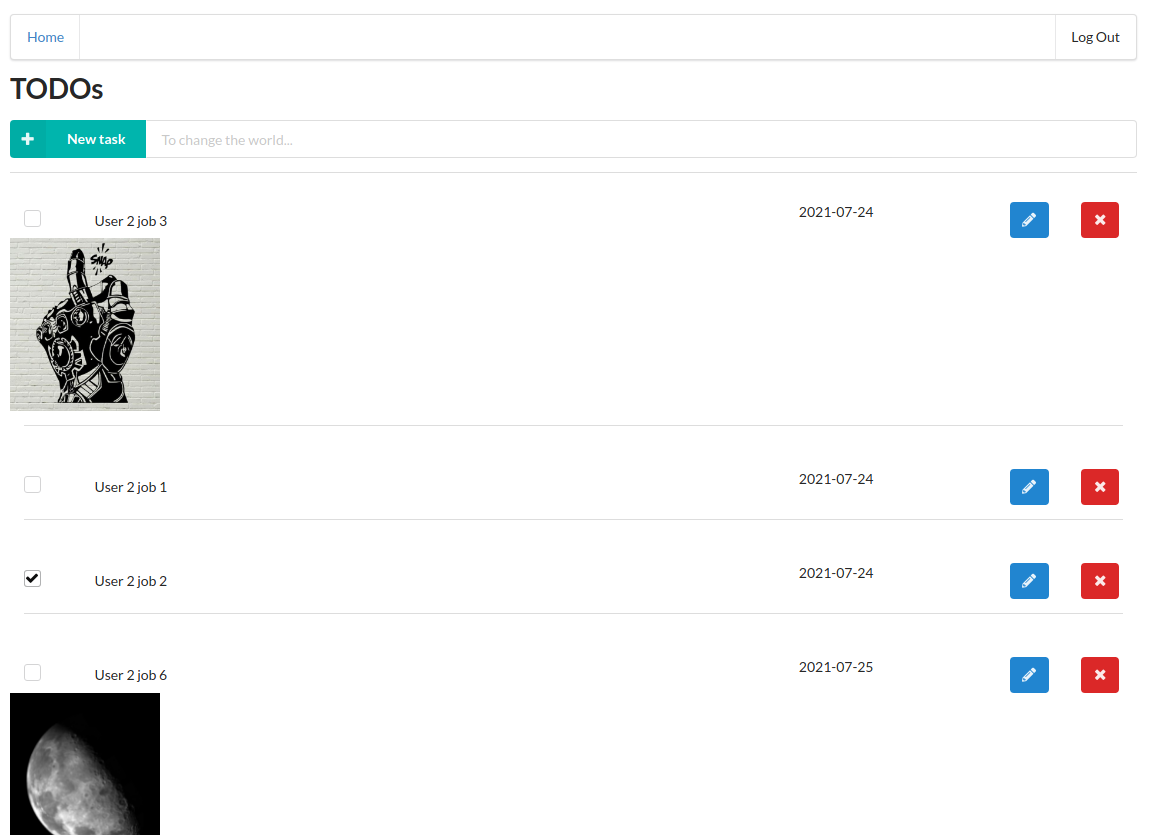 Home Log Out
TODOs
New task To change the world...
User 2 job 3 2021-07-24
SNAP
User 2 job 1 2021-07-24
User 2 job 2 2021-07-24
User 2 job 6 2021-07-25